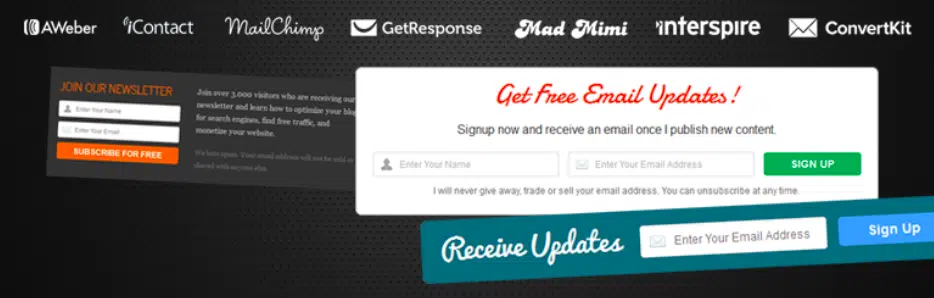 AWeber
iContact
MailChimp
GetResponse
Mad Mimi
interspire
ConvertKit
JOIN OUR NEWSLETTER
Enter Your Name
Enter Your Email
SUBSCRIBE FOR FREE
Join over 3,000 visitors who are receiving our
newsletter and learn how to optimize your blog
for search engines, find free traffic, and
monetize your website.
We hate spam. Your email address will not be sold or
shared with anyone else.
Get Free Email Updates!
Signup now and receive an email once I publish new content.
Enter Your Name
Enter Your Email Address
SIGN UP
I will never give away, trade or sell your email address. You can unsubscribe at any time.
Receive Updates
Enter Your Email Address
Sign Up